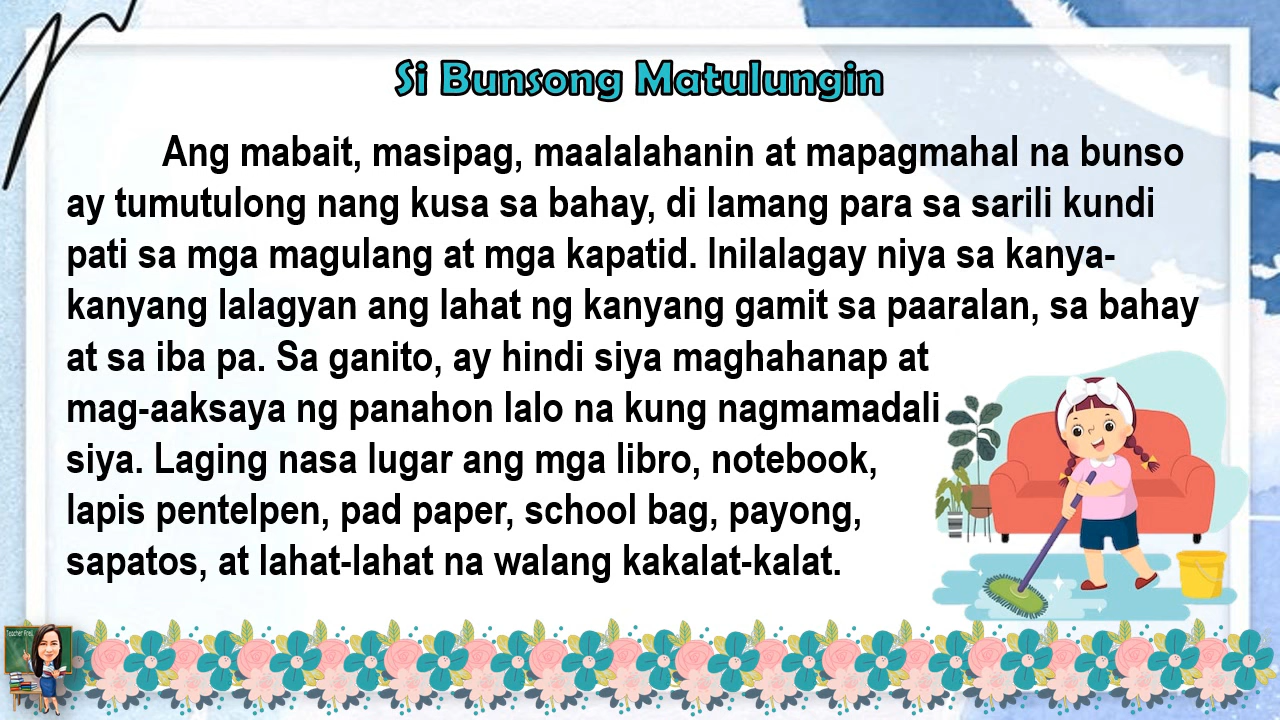 Si Bunsong Matulungin
Ang mabait, masipag, maalalahanin at mapagmahal na bunso
ay tumutulong nang kusa sa bahay, di lamang para sa sarili kundi
pati sa mga magulang at mga kapatid. Inilalagay niya sa kanya-
kanyang lalagyan ang lahat ng kanyang gamit sa paaralan, sa bahay
at sa iba pa. Sa ganito, ay hindi siya maghahanap at
mag-aaksaya ng panahon lalo na kung nagmamadali
siya. Laging nasa lugar ang mga libro, notebook,
lapis pentelpen, pad paper, school bag, payong,
sapatos, at lahat-lahat na walang kakalat-kalat.
Teacher